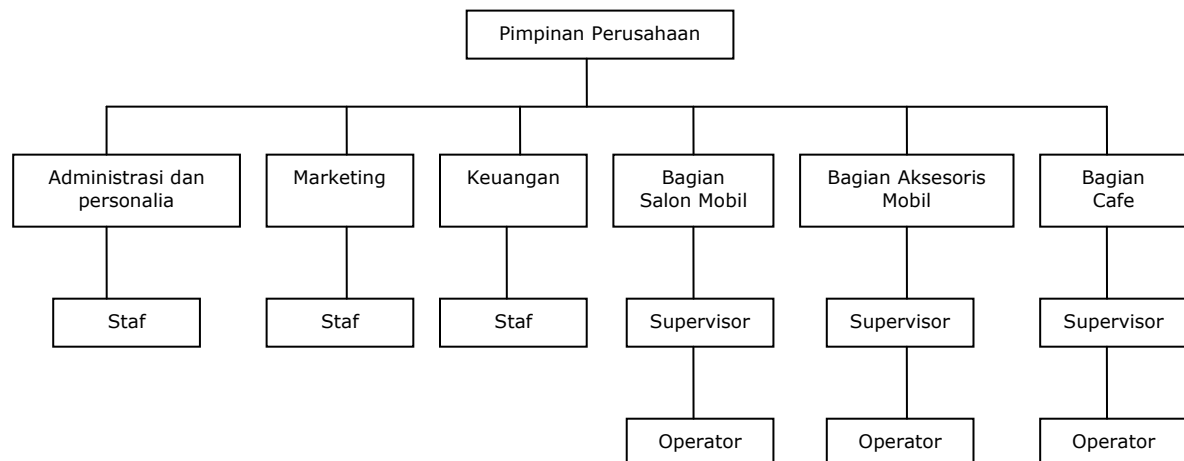 Pimpinan Perusahaan
Administrasi dan
personalia
Marketing
Keuangan
Bagian
Salon Mobil
Bagian Aksesoris
Mobil
Bagian
Cafe
Staf
Staf
Staf
Supervisor
Supervisor
Supervisor
Operator
Operator
Operator